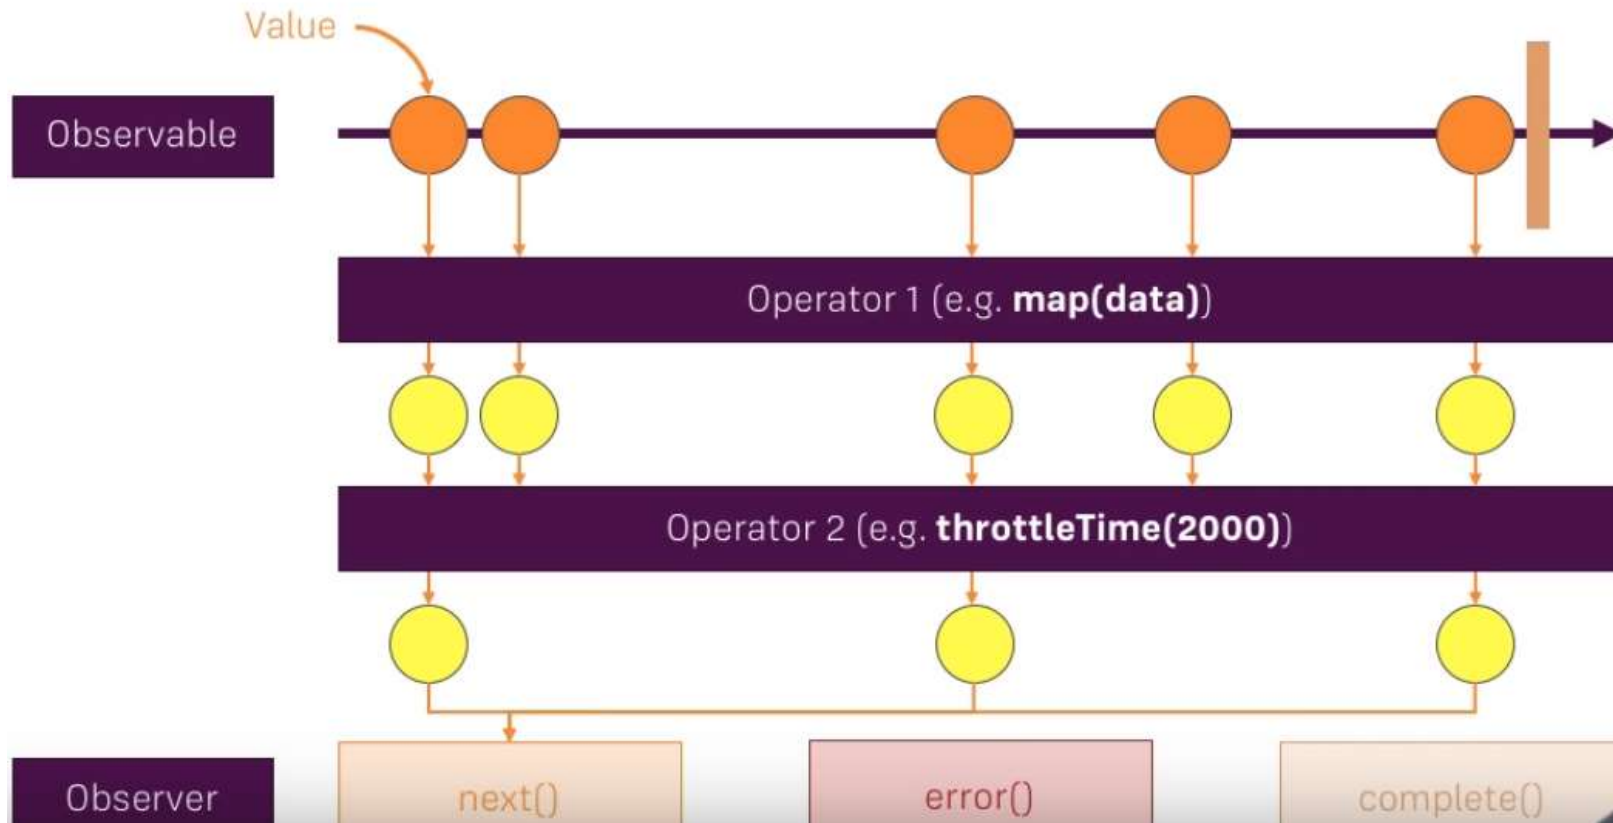 Value
Observable
Operator 1 (e.g. map(data))
Operator 2 (e.g. throttleTime(2000))
Observer
next()
error()
complete()